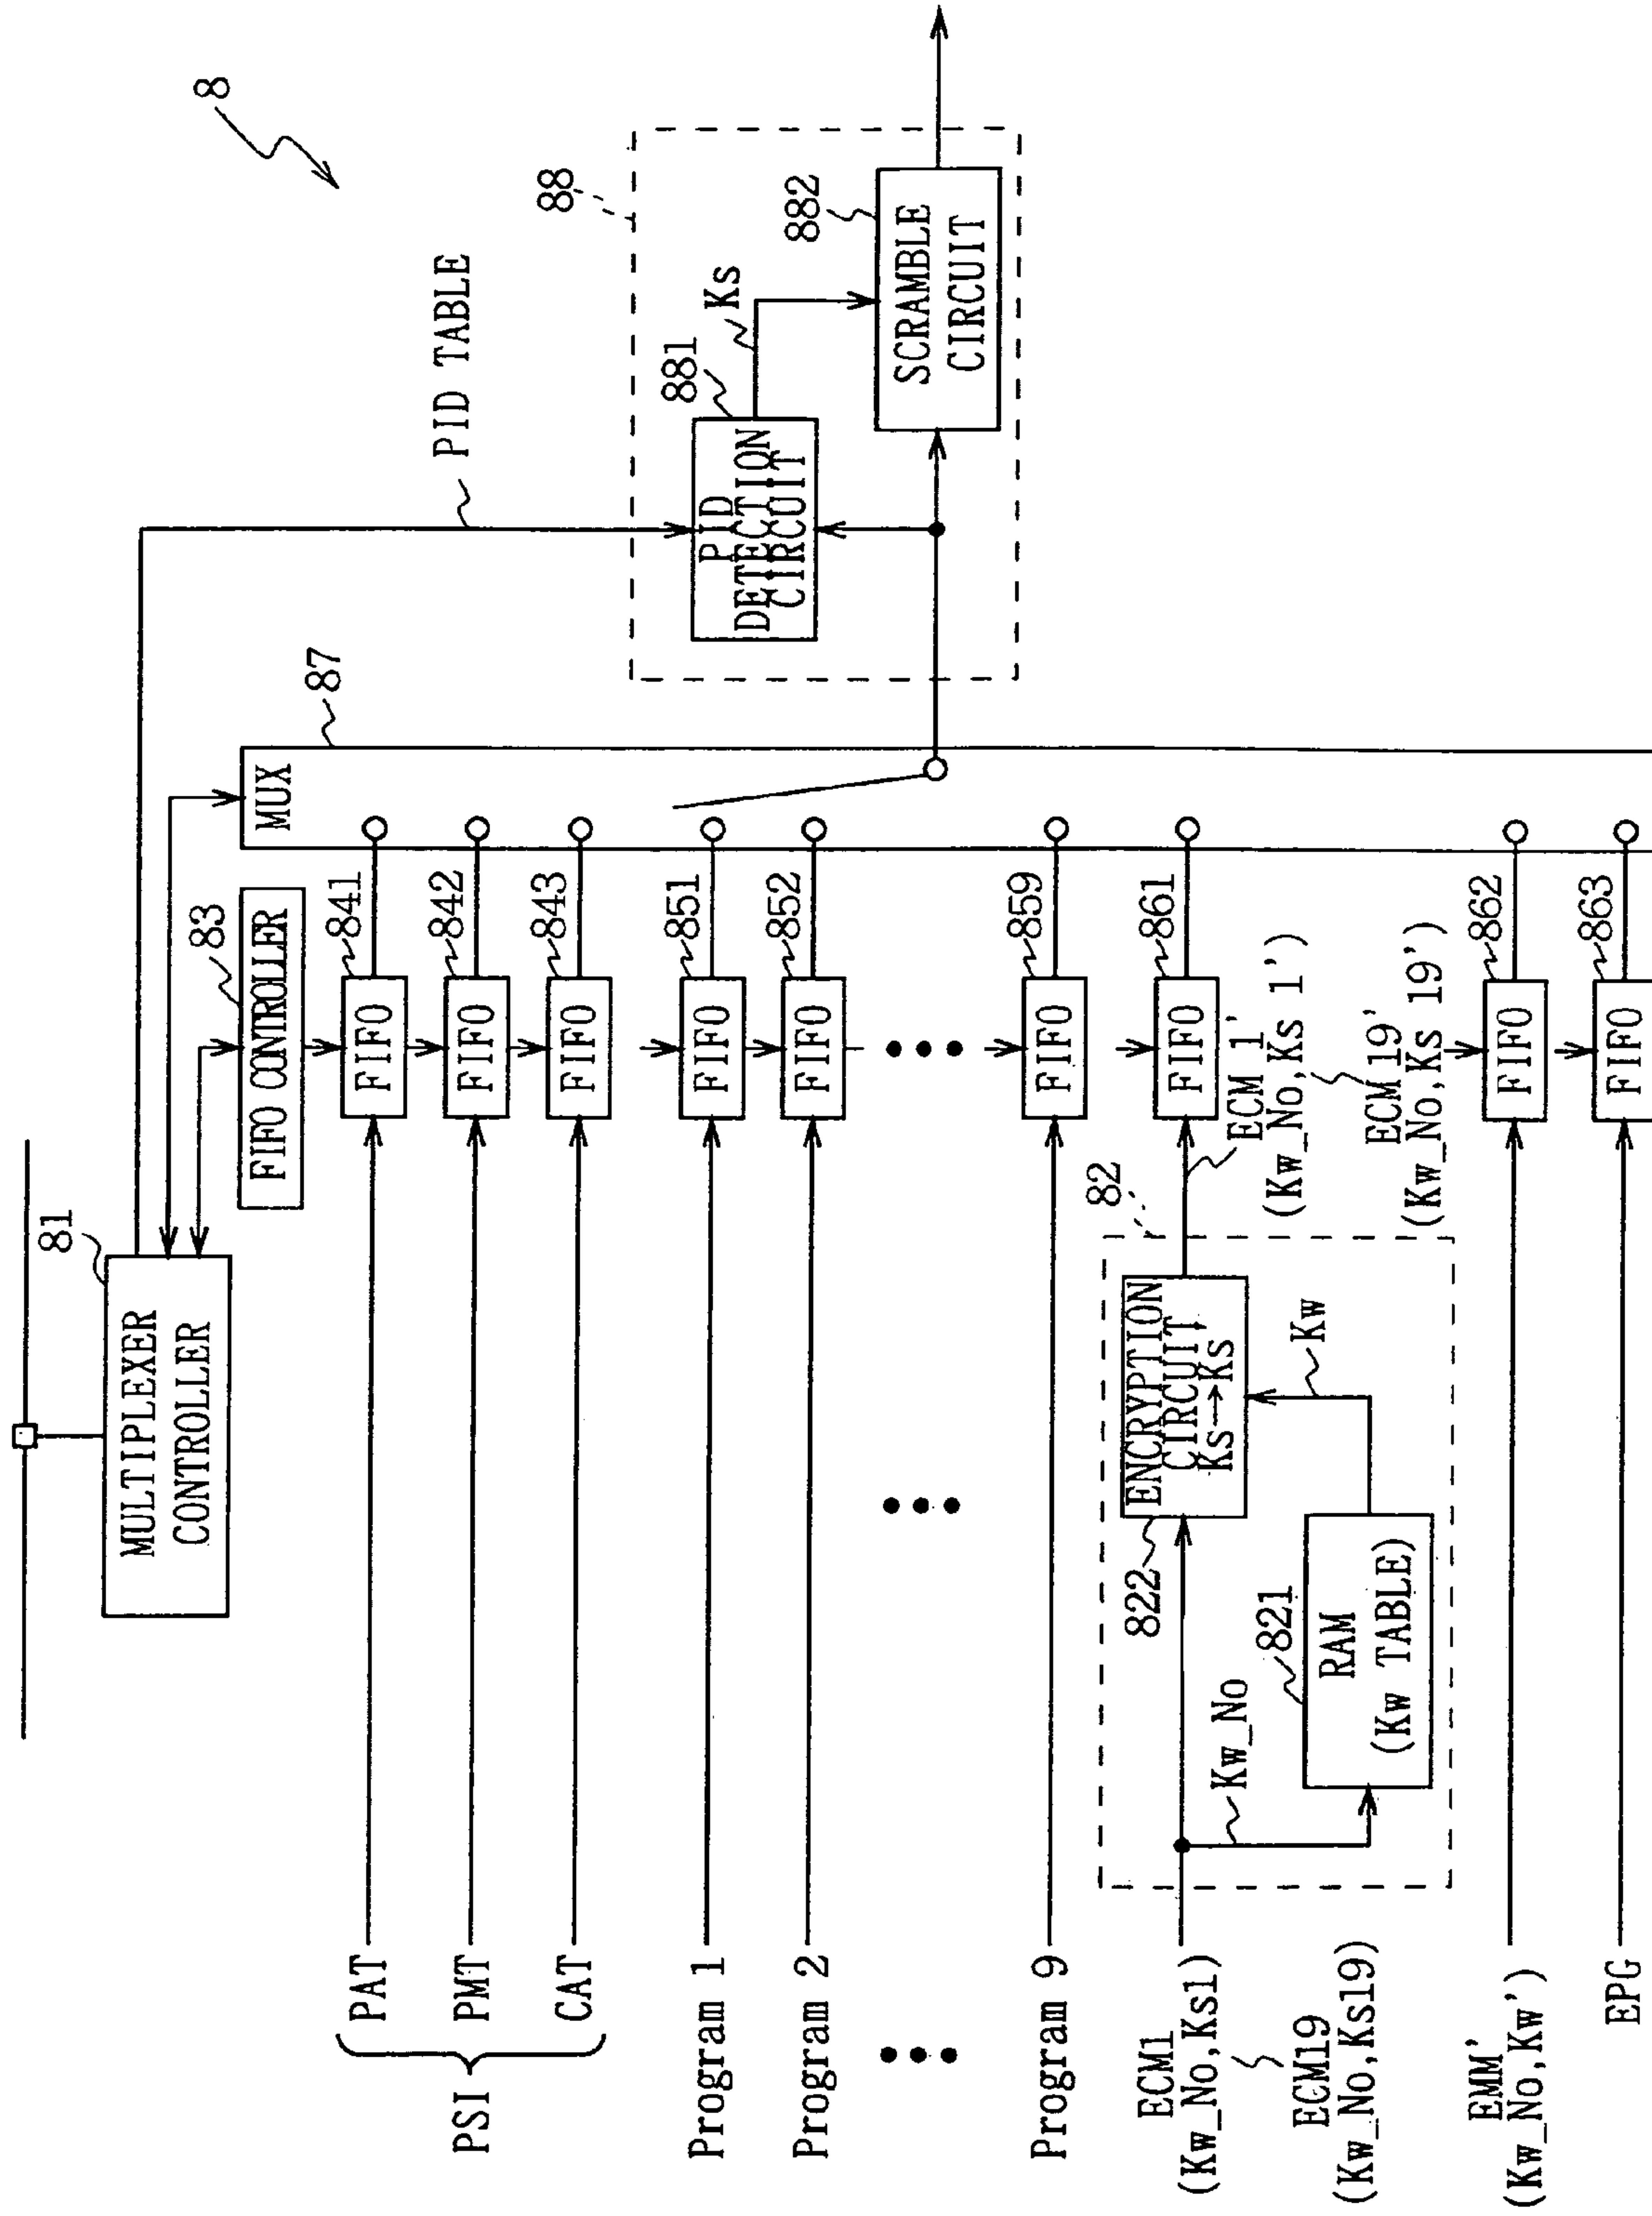 8
PID TABLE
88
Ks
881
PID
DETECTION
CIRCUIT
882
SCRAMBLE
CIRCUIT
87
MUX
81
MULTIPLEXER
CONTROLLER
83
FIFO CONTROLLER
PSI
PAT
FIFO
841
PMT
FIFO
842
CAT
FIFO
843
Program 1
FIFO
851
Program 2
FIFO
852
Program 9
FIFO
859
ECM1
(Kw_No,Ks1)
ECM19
(Kw_No,Ks19)
82
822
ENCRYPTION
CIRCUIT
Ks→Ks'
Kw
Kw_No
821
RAM
(Kw TABLE)
FIFO
861
ECM 1'
(Kw_No,Ks 1')
ECM 19'
(Kw_No,Ks 19')
EMM'
(Kw_No,Kw')
FIFO
862
EPG
FIFO
863